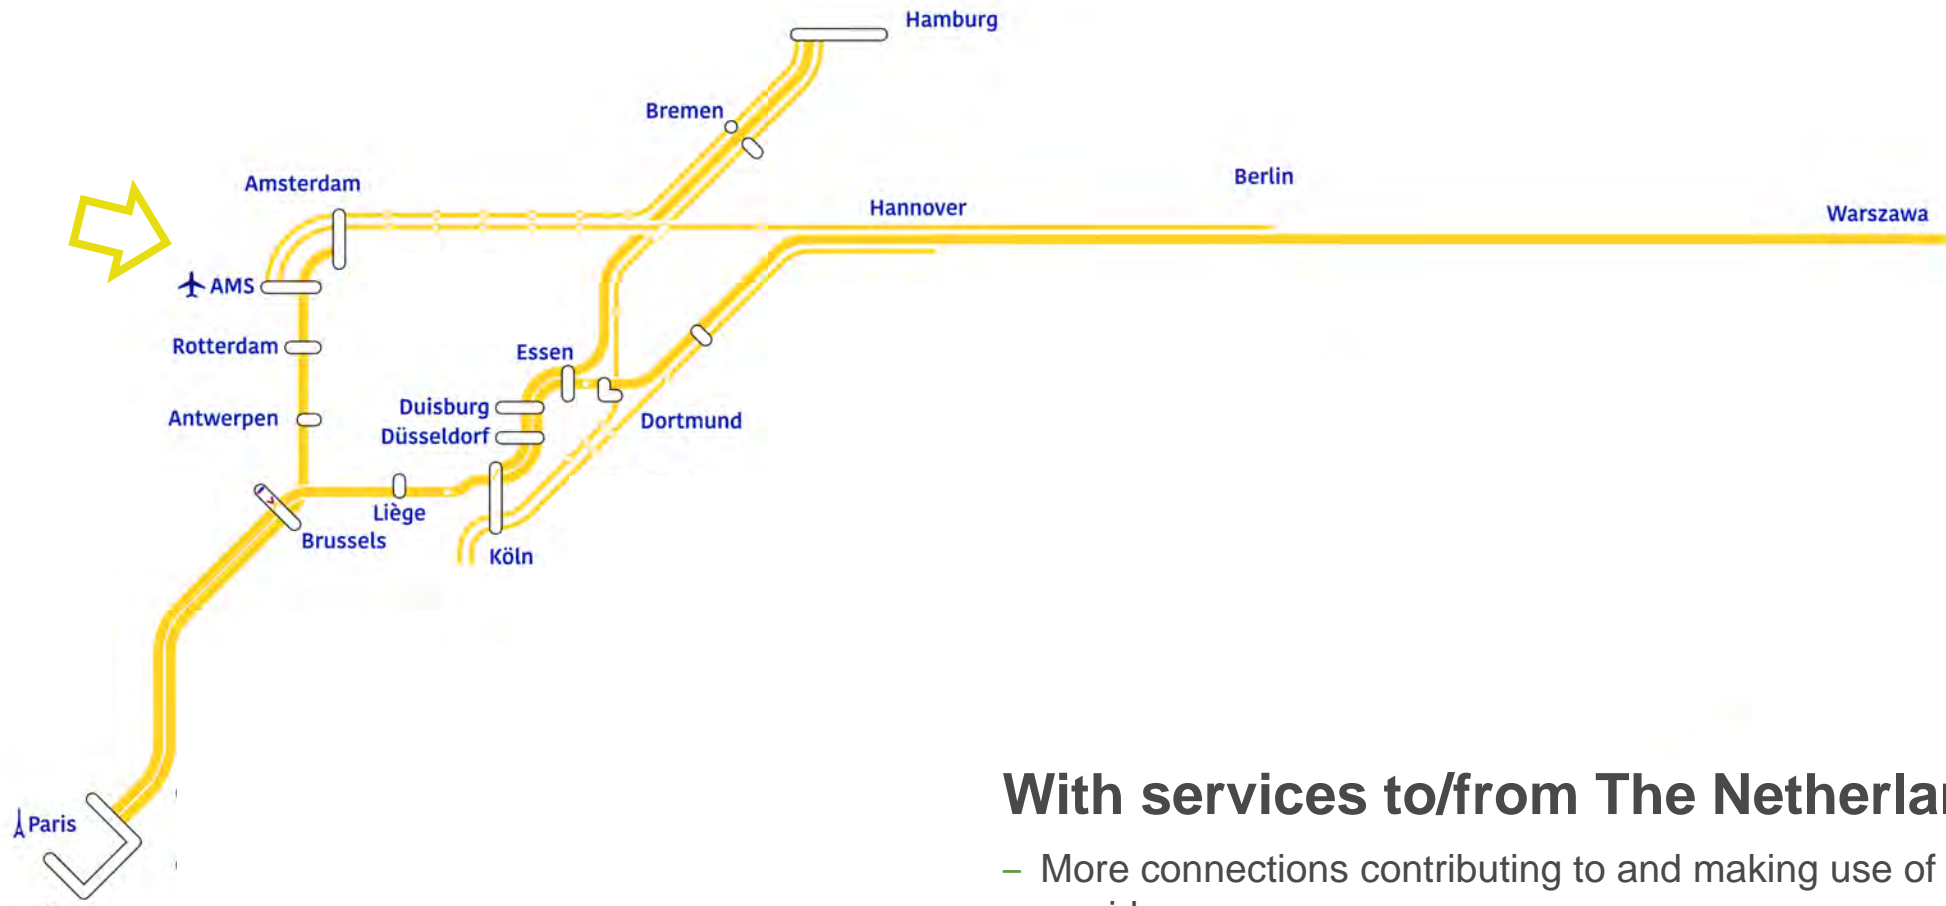 Hamburg
Bremen
Amsterdam
Berlin
Hannover
Warszawa
AMS
Rotterdam
Essen
Duisburg
Antwerpen
Dortmund
Düsseldorf
Liège
Brussels
Köln
With services to/from The Netherla
– More connections contributing to and making use of
Paris